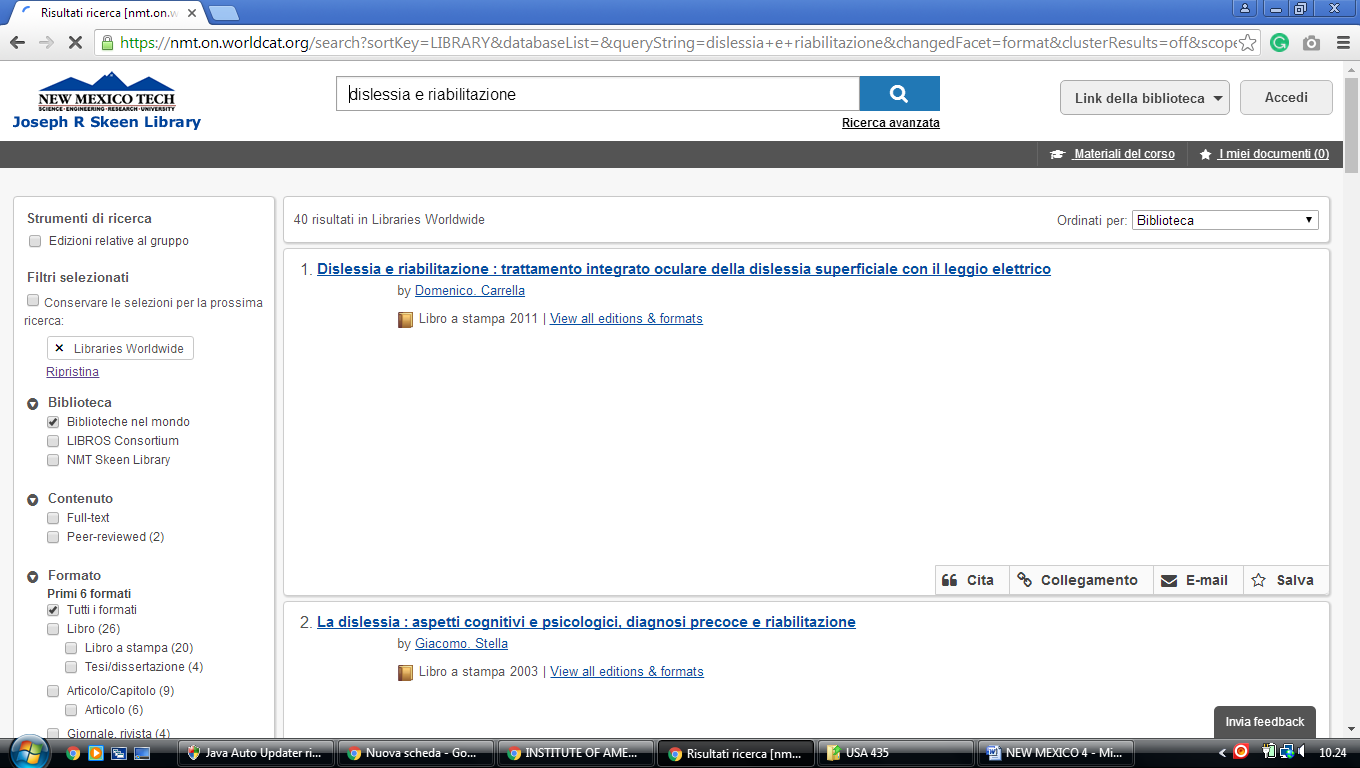 Risultati ricerca [nmt.on.w
https://nmt.on.worldcat.org/search?sortKey=LIBRARY&databaseList=&queryString=dislessia+e+riabilitazione&changedFacet=format&clusterResults=off&scope
NEW MEXICO TECH
SCIENCE • ENGINEERING • RESEARCH • UNIVERSITY
Joseph R Skeen Library
dislessia e riabilitazione
Ricerca avanzata
Link della biblioteca
Accedi
Materiali del corso
I miei documenti (0)
Strumenti di ricerca
Edizioni relative al gruppo
Filtri selezionati
Conservare le selezioni per la prossima
ricerca:
Libraries Worldwide
Ripristina
Biblioteca
Biblioteche nel mondo
LIBROS Consortium
NMT Skeen Library
Contenuto
Full-text
Peer-reviewed (2)
Formato
Primi 6 formati
Tutti i formati
Libro (26)
Libro a stampa (20)
Tesi/dissertazione (4)
Articolo/Capitolo (9)
Articolo (6)
Giornale, rivista (4)
40 risultati in Libraries Worldwide
Ordinati per: Biblioteca
1. Dislessia e riabilitazione : trattamento integrato oculare della dislessia superficiale con il leggio elettrico
by Domenico. Carrella
Libro a stampa 2011 | View all editions & formats
Cita
Collegamento
E-mail
Salva
2. La dislessia : aspetti cognitivi e psicologici, diagnosi precoce e riabilitazione
by Giacomo. Stella
Libro a stampa 2003 | View all editions & formats
Invia feedback
Java Auto Updater ri...
Nuova scheda - Go...
INSTITUTE OF AME...
Risultati ricerca [nm...
USA 435
NEW MEXICO 4 - Mi...
10.24